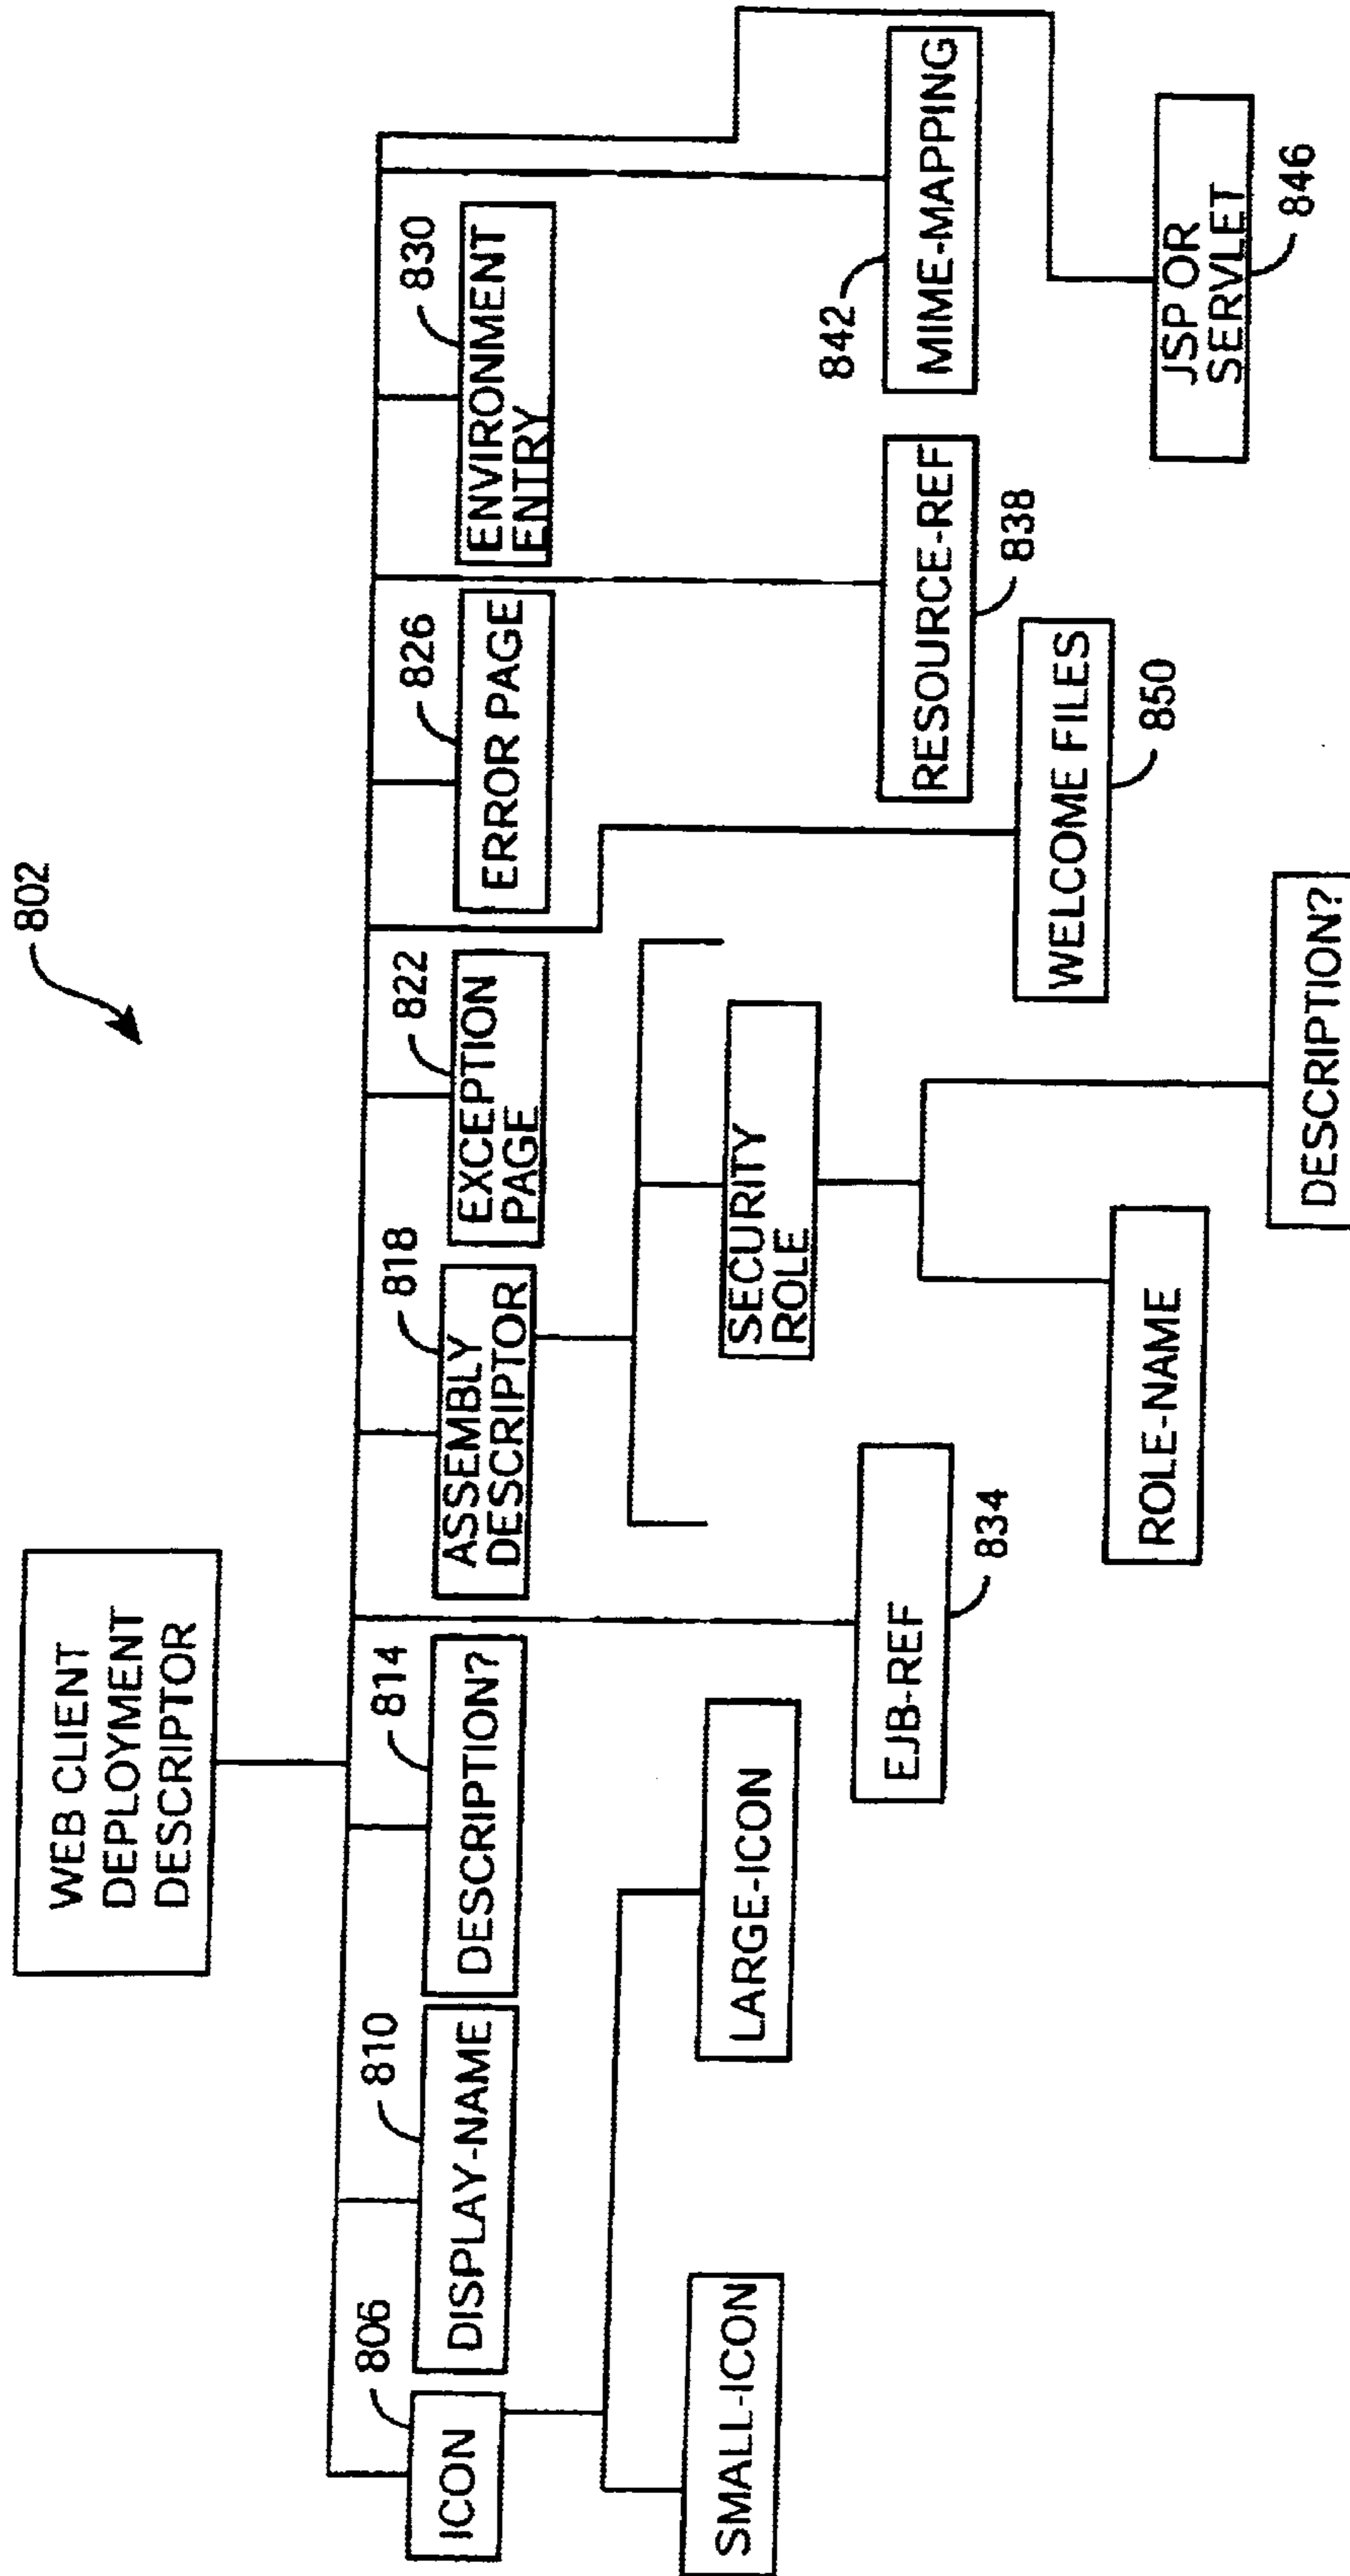 802
WEB CLIENT
DEPLOYMENT
DESCRIPTOR
806
ICON
810
DISPLAY-NAME
814
DESCRIPTION?
818
ASSEMBLY
DESCRIPTOR
822
EXCEPTION
PAGE
826
ERROR PAGE
830
ENVIRONMENT
ENTRY
SMALL-ICON
LARGE-ICON
EJB-REF
834
SECURITY
ROLE
ROLE-NAME
DESCRIPTION?
WELCOME FILES
850
RESOURCE-REF
838
842
MIME-MAPPING
JSP OR
SERVLET
846